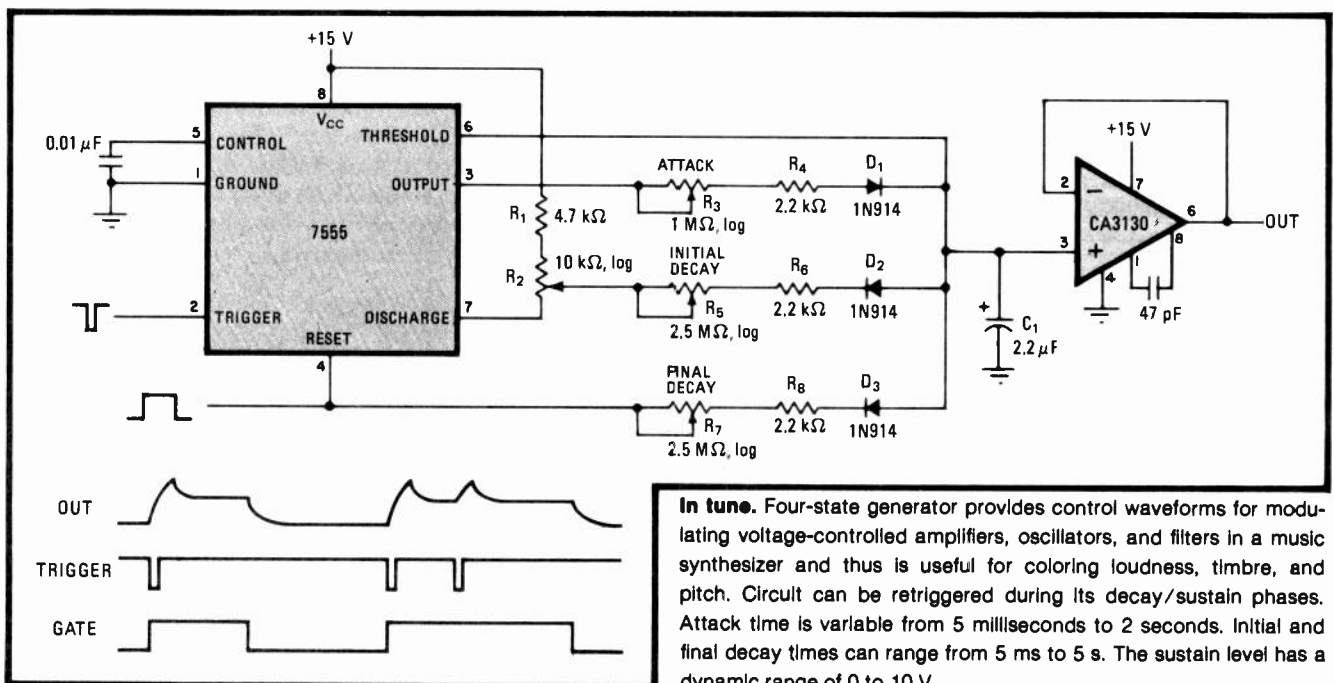 +15 V
8
VCC
0.01 µF
5
CONTROL
THRESHOLD
6
1
GROUND
OUTPUT
3
7555
2
TRIGGER
DISCHARGE
7
RESET
4
R1
4.7 kΩ
R2
10 kΩ, log
ATTACK
R3
1 MΩ, log
R4
2.2 kΩ
D1
1N914
INITIAL
DECAY
R5
2.5 MΩ, log
R6
2.2 kΩ
D2
1N914
FINAL
DECAY
R7
2.5 MΩ, log
R8
2.2 kΩ
D3
1N914
+
C1
2.2 µF
+15 V
2
−
7
CA3130
6
OUT
3
+
8
1
4
47 pF
OUT
TRIGGER
GATE
In tune. Four-state generator provides control waveforms for modu-
lating voltage-controlled amplifiers, oscillators, and filters in a music
synthesizer and thus is useful for coloring loudness, timbre, and
pitch. Circuit can be retriggered during its decay/sustain phases.
Attack time is variable from 5 milliseconds to 2 seconds. Initial and
final decay times can range from 5 ms to 5 s. The sustain level has a
dynamic range of 0 to 10 V.